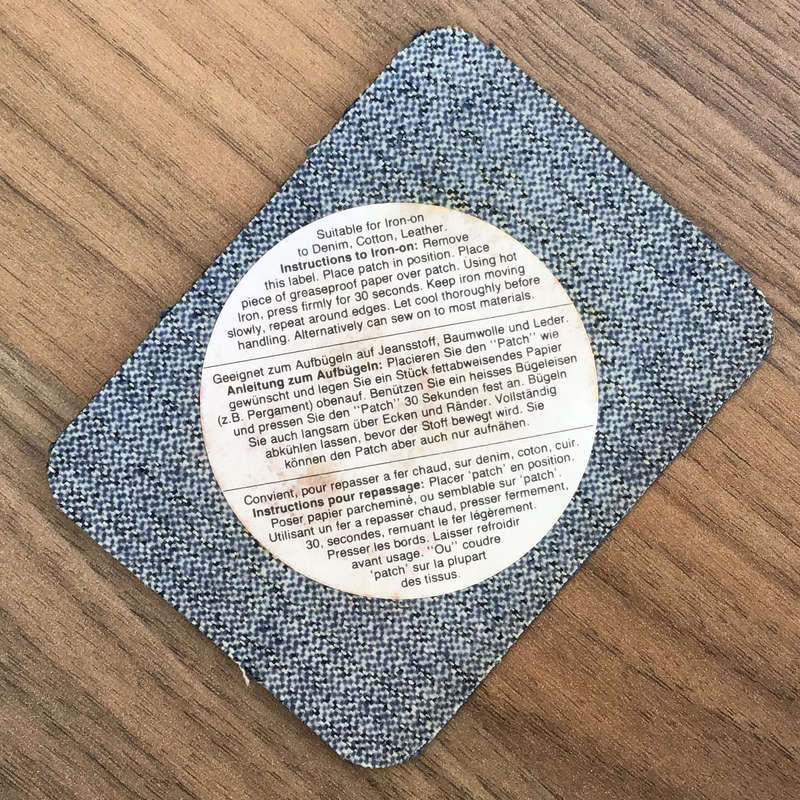 Suitable for Iron-on
to Denim, Cotton, Leather.
Instructions to Iron-on: Remove
this label. Place patch in position. Place
piece of greaseproof paper over patch. Using hot
Iron, press firmly for 30 seconds. Keep iron moving
slowly, repeat around edges. Let cool thoroughly before
handling. Alternatively can sew on to most materials.
Geeignet zum Aufbügeln auf Jeansstoff, Baumwolle und Leder.
Anleitung zum Aufbügeln: Placieren Sie den "Patch" wie
gewünscht und legen Sie ein Stück fettabweisendes Papier
(z.B. Pergament) obenauf. Benützen Sie ein heisses Bügeleisen
und pressen Sie den "Patch" 30 Sekunden fest an. Bügeln
Sie auch langsam über Ecken und Ränder. Vollständig
abkühlen lassen, bevor der Stoff bewegt wird. Sie
können den Patch aber auch nur aufnähen.
Convient, pour repasser a fer chaud, sur denim, coton, cuir.
Instructions pour repassage: Placer 'patch' en position.
Poser papier parcheminé, ou semblable sur 'patch'.
Utilisant un fer a repasser chaud, presser fermement,
30, secondes, remuant le fer légèrement.
Presser les bords. Laisser refroidir
avant usage. "Ou" coudre
'patch' sur la plupart
des tissus.